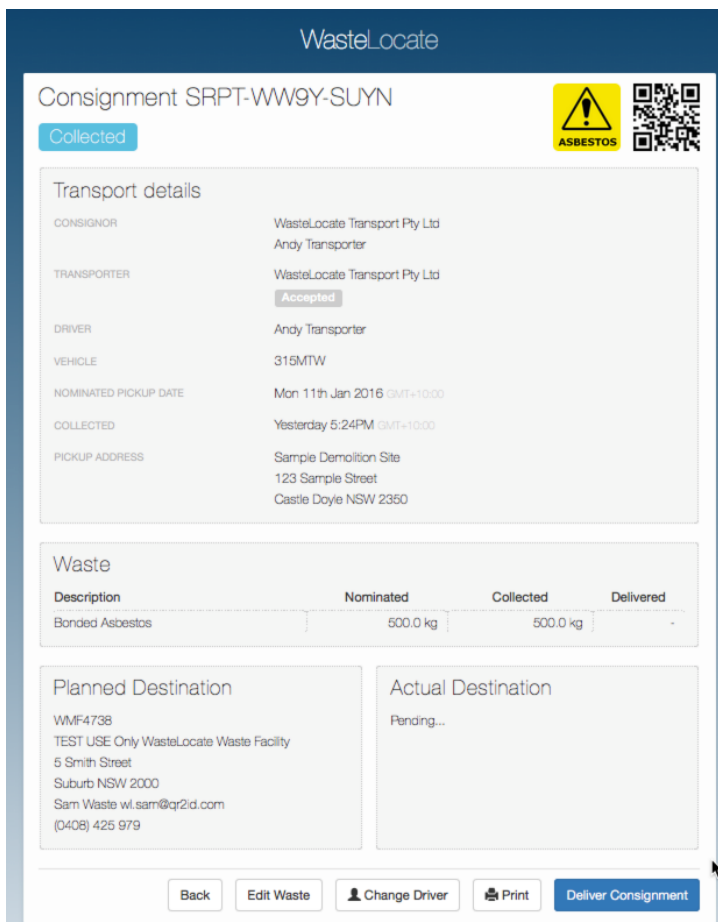 WasteLocate
Consignment SRPT-WW9Y-SUYN
Collected
ASBESTOS
Transport details
CONSIGNOR WasteLocate Transport Pty Ltd
Andy Transporter
TRANSPORTER WasteLocate Transport Pty Ltd
Accepted
DRIVER Andy Transporter
VEHICLE 315MTW
NOMINATED PICKUP DATE Mon 11th Jan 2016 GMT+10:00
COLLECTED Yesterday 5:24PM GMT+10:00
PICKUP ADDRESS Sample Demolition Site
123 Sample Street
Castle Doyle NSW 2350
Waste
Description Nominated Collected Delivered
Bonded Asbestos 500.0 kg 500.0 kg -
Planned Destination
WMF4738
TEST USE Only WasteLocate Waste Facility
5 Smith Street
Suburb NSW 2000
Sam Waste wl.sam@qr2id.com
(0408) 425 979
Actual Destination
Pending...
Back Edit Waste Change Driver Print Deliver Consignment